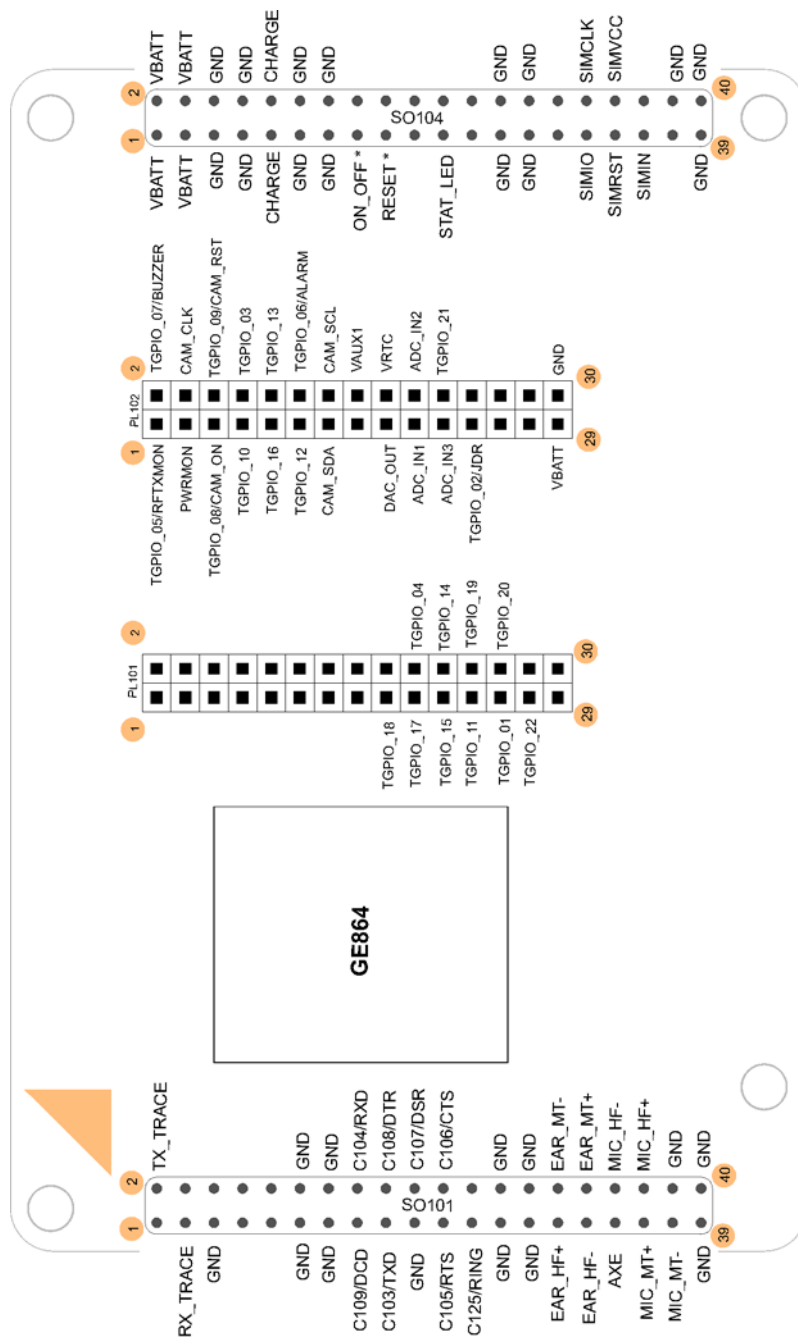 VBATT
VBATT
GND
GND
CHARGE
GND
GND
GND
GND
SIMCLK
SIMVCC
GND
GND
2
40
SO104
1
39
VBATT
VBATT
GND
GND
CHARGE
GND
GND
ON_OFF *
RESET *
STAT_LED
GND
GND
SIMIO
SIMRST
SIMIN
GND
TGPIO_07/BUZZER
CAM_CLK
TGPIO_09/CAM_RST
TGPIO_03
TGPIO_13
TGPIO_06/ALARM
CAM_SCL
VAUX1
VRTC
ADC_IN2
TGPIO_21
GND
2
30
PL102
1
29
TGPIO_05/RFTXMON
PWRMON
TGPIO_08/CAM_ON
TGPIO_10
TGPIO_16
TGPIO_12
CAM_SDA
DAC_OUT
ADC_IN1
ADC_IN3
TGPIO_02/JDR
VBATT
TGPIO_04
TGPIO_14
TGPIO_19
TGPIO_20
2
30
PL101
1
29
TGPIO_18
TGPIO_17
TGPIO_15
TGPIO_11
TGPIO_01
TGPIO_22
GE864
TX_TRACE
GND
GND
C104/RXD
C108/DTR
C107/DSR
C106/CTS
GND
GND
EAR_MT-
EAR_MT+
MIC_HF-
MIC_HF+
GND
GND
2
40
SO101
1
39
RX_TRACE
GND
GND
GND
C109/DCD
C103/TXD
GND
C105/RTS
C125/RING
GND
GND
EAR_HF+
EAR_HF-
AXE
MIC_MT+
MIC_MT-
GND